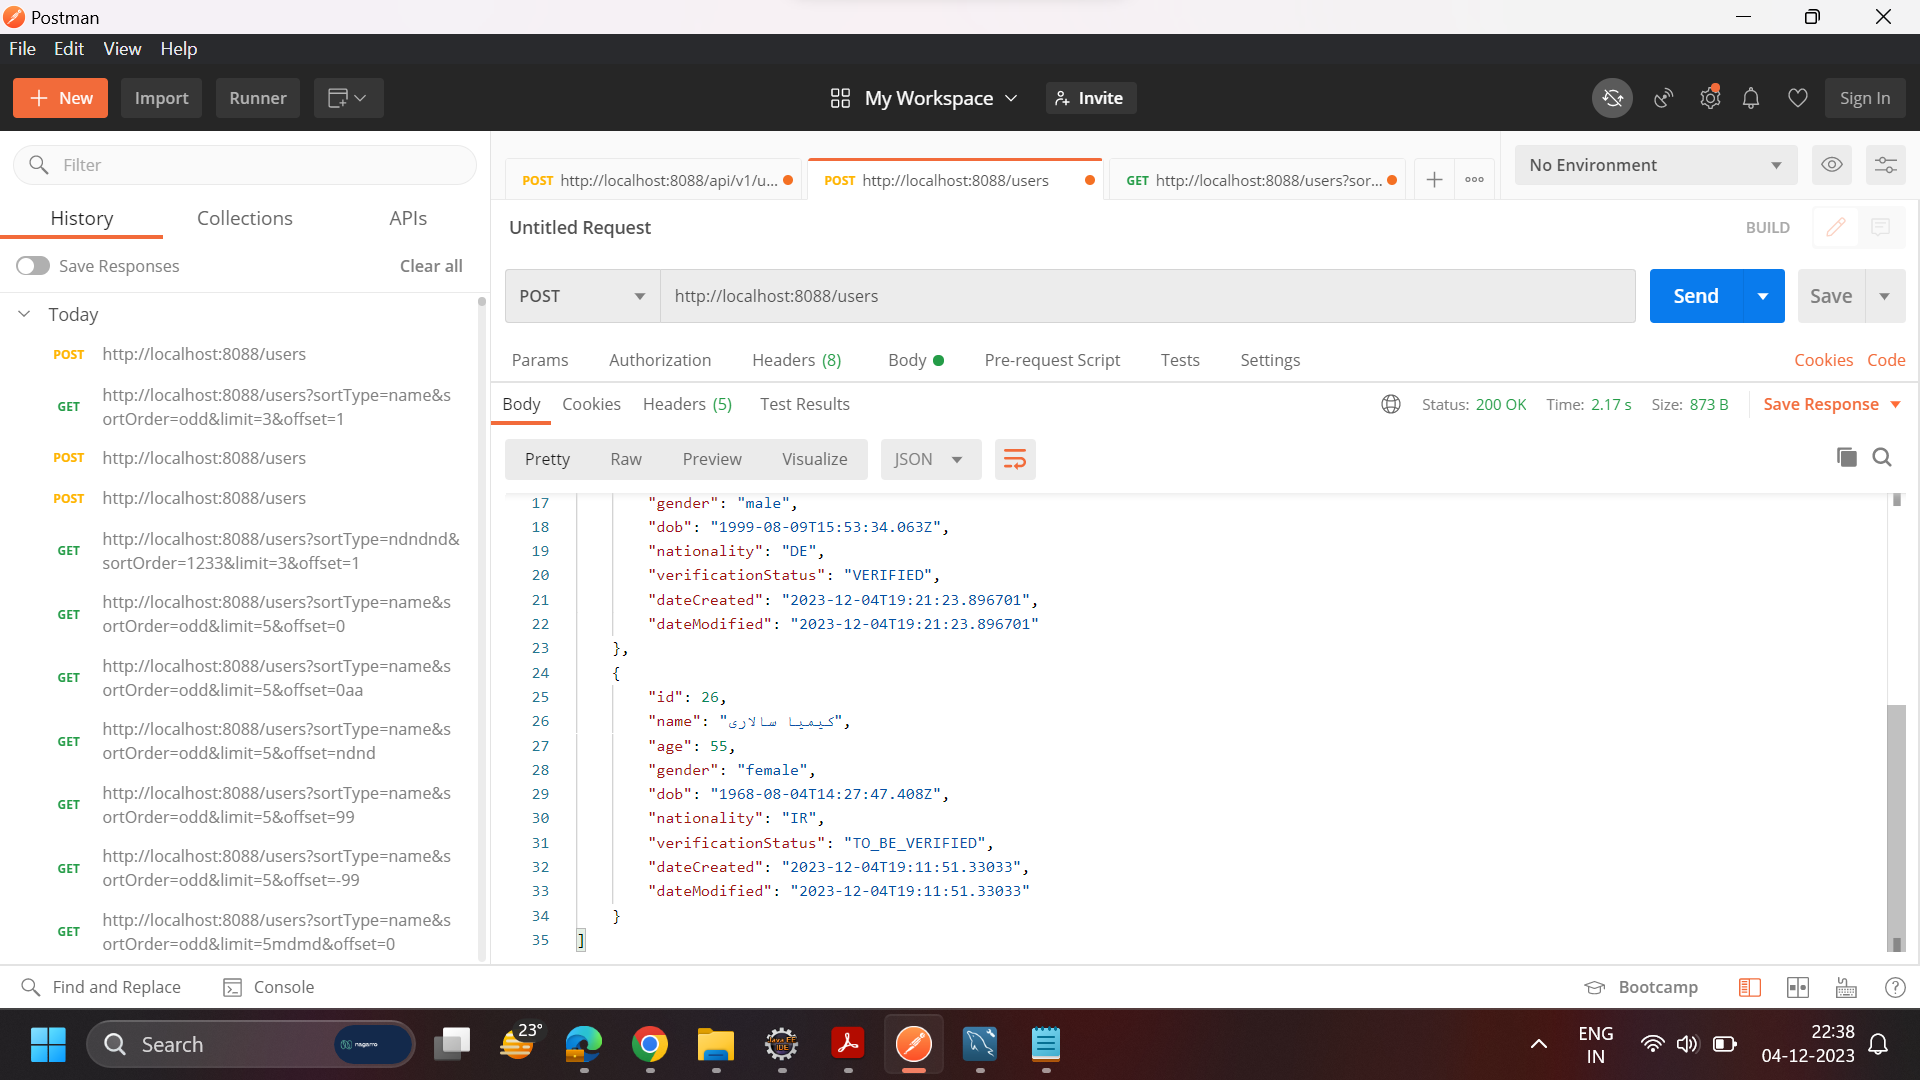 Postman
File Edit View Help
New Import Runner My Workspace Invite Sign In
Filter
History Collections APIs
Save Responses Clear all
Today
POST http://localhost:8088/users
GET http://localhost:8088/users?sortType=name&s
ortOrder=odd&limit=3&offset=1
POST http://localhost:8088/users
POST http://localhost:8088/users
GET http://localhost:8088/users?sortType=ndndnd&
sortOrder=1233&limit=3&offset=1
GET http://localhost:8088/users?sortType=name&s
ortOrder=odd&limit=5&offset=0
GET http://localhost:8088/users?sortType=name&s
ortOrder=odd&limit=5&offset=0aa
GET http://localhost:8088/users?sortType=name&s
ortOrder=odd&limit=5&offset=ndnd
GET http://localhost:8088/users?sortType=name&s
ortOrder=odd&limit=5&offset=99
GET http://localhost:8088/users?sortType=name&s
ortOrder=odd&limit=5&offset=-99
GET http://localhost:8088/users?sortType=name&s
ortOrder=odd&limit=5mdmd&offset=0
POST http://localhost:8088/api/v1/u... POST http://localhost:8088/users GET http://localhost:8088/users?sor... No Environment
Untitled Request BUILD
POST http://localhost:8088/users Send Save
Params Authorization Headers (8) Body Pre-request Script Tests Settings Cookies Code
Body Cookies Headers (5) Test Results Status: 200 OK Time: 2.17 s Size: 873 B Save Response
Pretty Raw Preview Visualize JSON
17 "gender": "male",
18 "dob": "1999-08-09T15:53:34.063Z",
19 "nationality": "DE",
20 "verificationStatus": "VERIFIED",
21 "dateCreated": "2023-12-04T19:21:23.896701",
22 "dateModified": "2023-12-04T19:21:23.896701"
23 },
24 {
25 "id": 26,
26 "name": "کیمیا سالاری",
27 "age": 55,
28 "gender": "female",
29 "dob": "1968-08-04T14:27:47.408Z",
30 "nationality": "IR",
31 "verificationStatus": "TO_BE_VERIFIED",
32 "dateCreated": "2023-12-04T19:11:51.33033",
33 "dateModified": "2023-12-04T19:11:51.33033"
34 }
35 ]
Find and Replace Console Bootcamp
Search nagarro 23° Java EE IDE ENG IN 22:38
04-12-2023